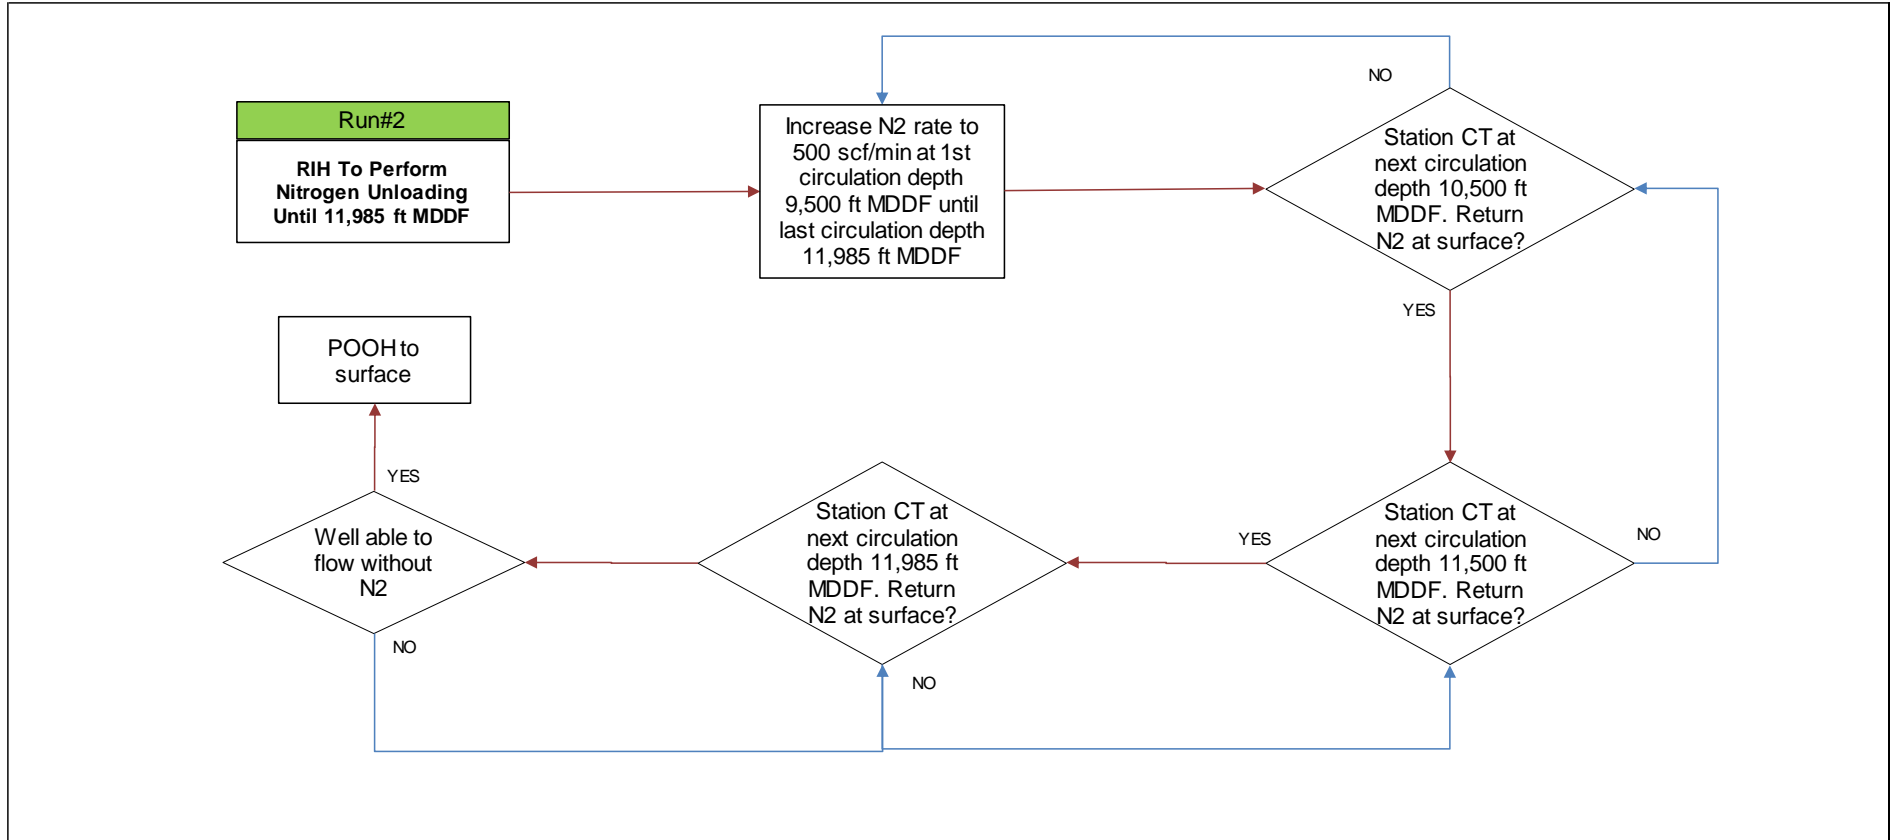 Run#2
RIH To Perform
Nitrogen Unloading
Until 11,985 ft MDDF
Increase N2 rate to
500 scf/min at 1st
circulation depth
9,500 ft MDDF until
last circulation depth
11,985 ft MDDF
NO
Station CT at
next circulation
depth 10,500 ft
MDDF. Return
N2 at surface?
YES
Station CT at
next circulation
depth 11,500 ft
MDDF. Return
N2 at surface?
NO
YES
Station CT at
next circulation
depth 11,985 ft
MDDF. Return
N2 at surface?
NO
Well able to
flow without
N2
NO
YES
POOH to
surface